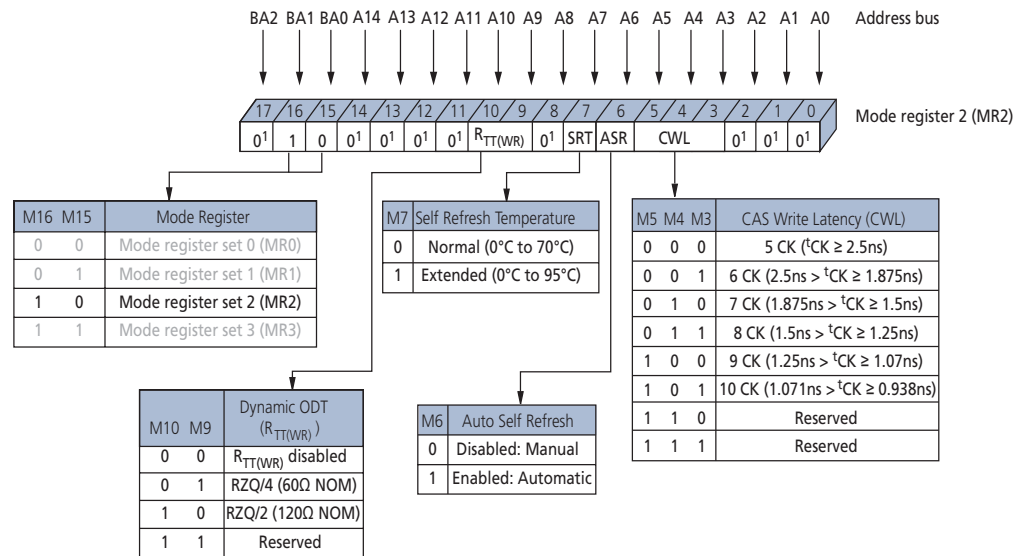 BA2 BA1 BA0 A14 A13 A12 A11 A10 A9 A8 A7 A6 A5 A4 A3 A2 A1 A0 Address bus
17 16 15 14 13 12 11 10 9 8 7 6 5 4 3 2 1 0
Mode register 2 (MR2)
0¹ 1 0 0¹ 0¹ 0¹ 0¹ RTT(WR) 0¹ SRT ASR CWL 0¹ 0¹ 0¹
M16 M15 Mode Register
0 0 Mode register set 0 (MR0)
0 1 Mode register set 1 (MR1)
1 0 Mode register set 2 (MR2)
1 1 Mode register set 3 (MR3)
M7 Self Refresh Temperature
0 Normal (0°C to 70°C)
1 Extended (0°C to 95°C)
M5 M4 M3 CAS Write Latency (CWL)
0 0 0 5 CK (ᵗCK ≥ 2.5ns)
0 0 1 6 CK (2.5ns > ᵗCK ≥ 1.875ns)
0 1 0 7 CK (1.875ns > ᵗCK ≥ 1.5ns)
0 1 1 8 CK (1.5ns > ᵗCK ≥ 1.25ns)
1 0 0 9 CK (1.25ns > ᵗCK ≥ 1.07ns)
1 0 1 10 CK (1.071ns > ᵗCK ≥ 0.938ns)
1 1 0 Reserved
1 1 1 Reserved
M10 M9 Dynamic ODT
(RTT(WR) )
0 0 RTT(WR) disabled
0 1 RZQ/4 (60Ω NOM)
1 0 RZQ/2 (120Ω NOM)
1 1 Reserved
M6 Auto Self Refresh
0 Disabled: Manual
1 Enabled: Automatic